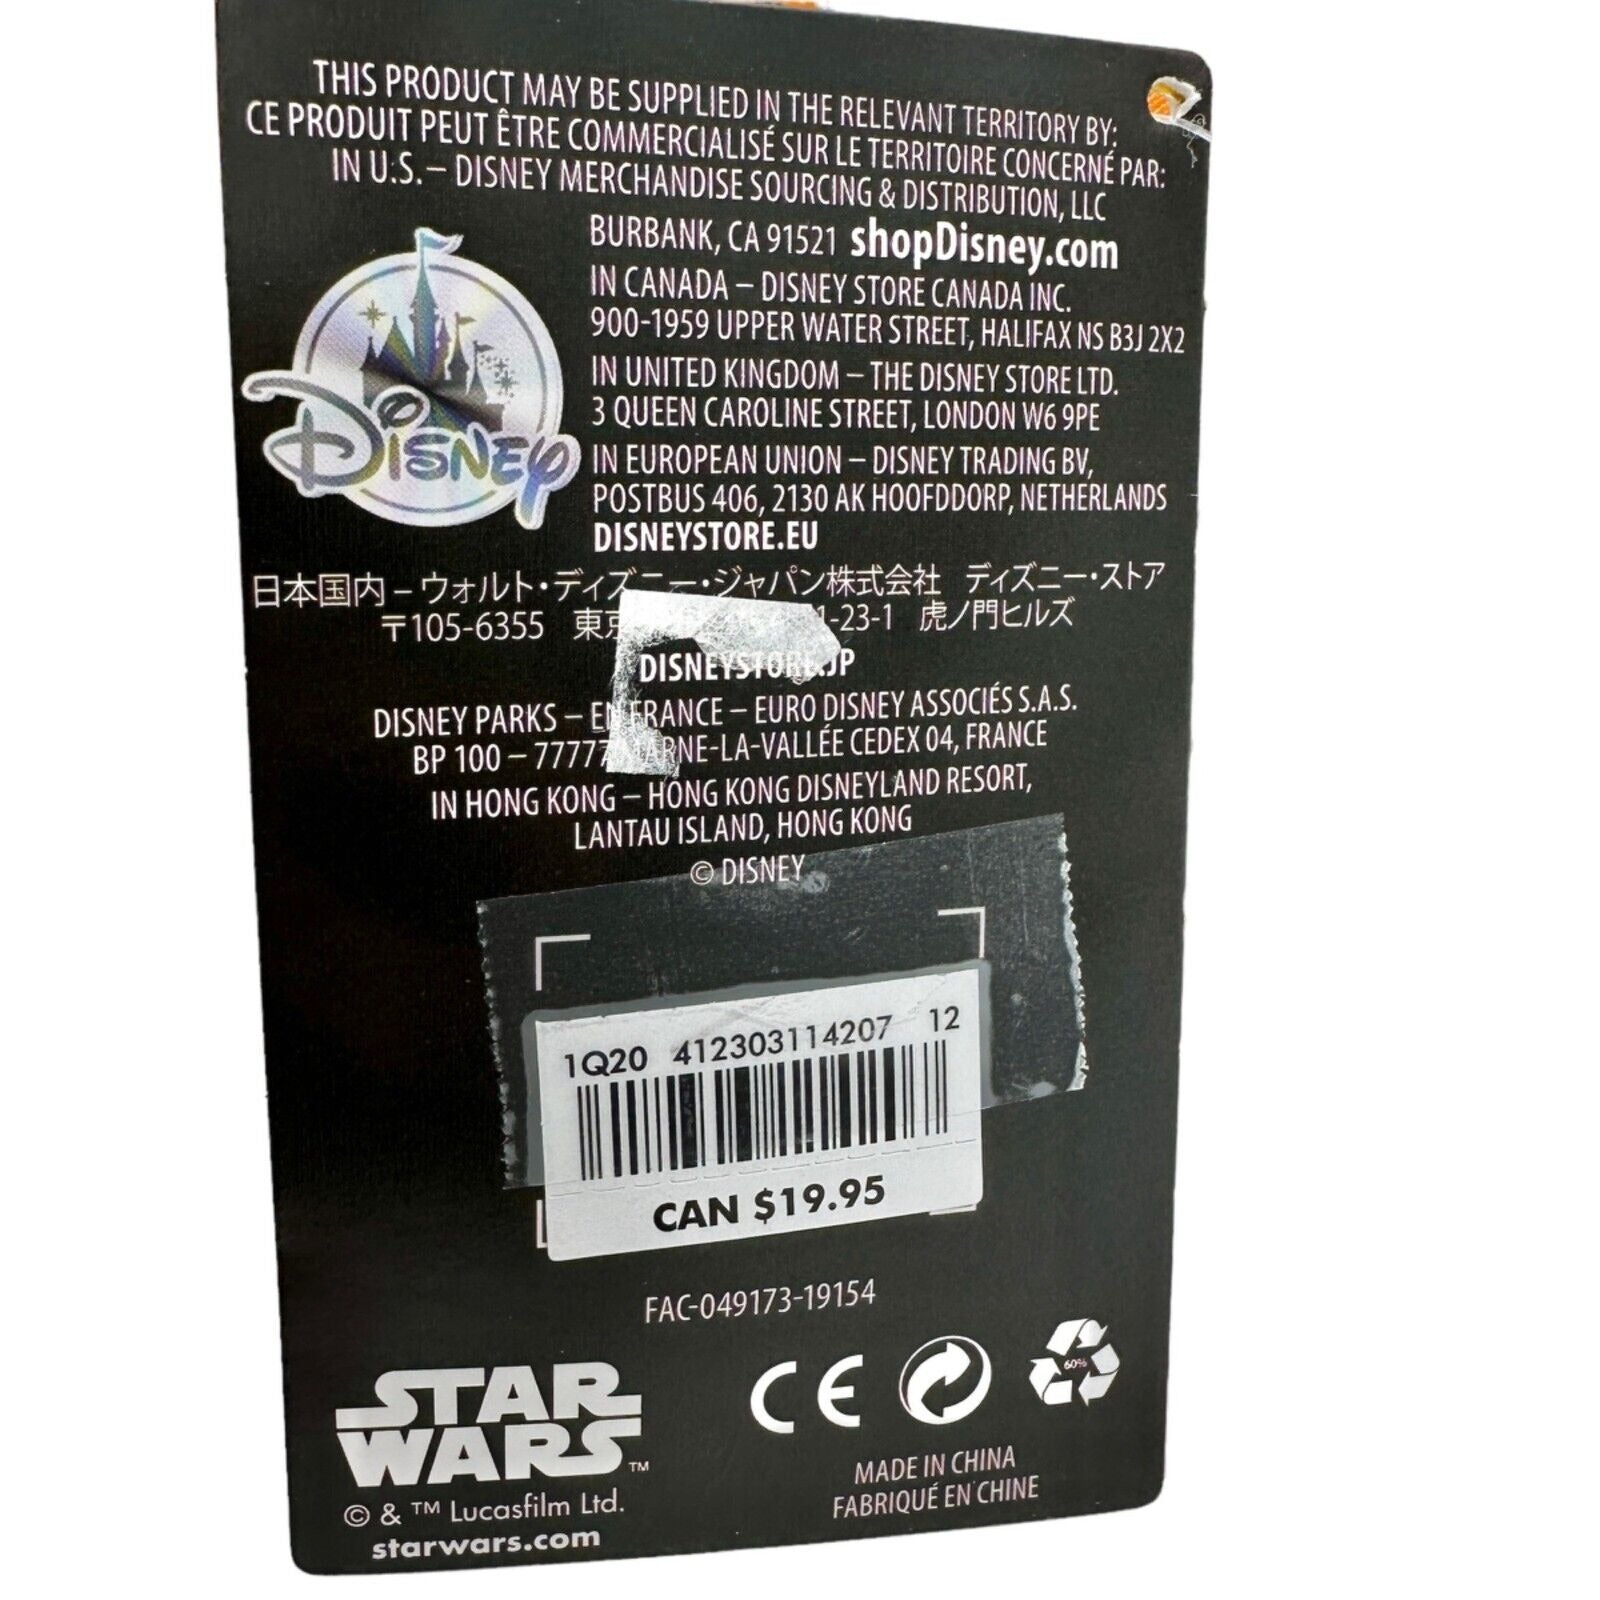 THIS PRODUCT MAY BE SUPPLIED IN THE RELEVANT TERRITORY BY:
CE PRODUIT PEUT ÊTRE COMMERCIALISÉ SUR LE TERRITOIRE CONCERNÉ PAR:
IN U.S. – DISNEY MERCHANDISE SOURCING & DISTRIBUTION, LLC
BURBANK, CA 91521 shopDisney.com
IN CANADA – DISNEY STORE CANADA INC.
900-1959 UPPER WATER STREET, HALIFAX NS B3J 2X2
IN UNITED KINGDOM – THE DISNEY STORE LTD.
3 QUEEN CAROLINE STREET, LONDON W6 9PE
DISNEY
IN EUROPEAN UNION – DISNEY TRADING BV,
POSTBUS 406, 2130 AK HOOFDDORP, NETHERLANDS
DISNEYSTORE.EU
日本国内 – ウォルト・ディズニー・ジャパン株式会社 ディズニー・ストア
〒105-6355 東京 1-23-1 虎ノ門ヒルズ
DISNEYSTORE.JP
DISNEY PARKS – EN FRANCE – EURO DISNEY ASSOCIÉS S.A.S.
BP 100 – 77777 MARNE-LA-VALLÉE CEDEX 04, FRANCE
IN HONG KONG – HONG KONG DISNEYLAND RESORT,
LANTAU ISLAND, HONG KONG
© DISNEY
1Q20 412303114207 12
CAN $19.95
FAC-049173-19154
STAR
WARS™
© & ™ Lucasfilm Ltd.
starwars.com
CE
60%
MADE IN CHINA
FABRIQUÉ EN CHINE